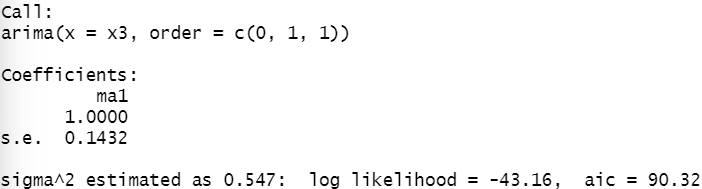 Call:
arima(x = x3, order = c(0, 1, 1))
Coefficients:
ma1
1.0000
s.e. 0.1432
sigma^2 estimated as 0.547: log likelihood = -43.16, aic = 90.32